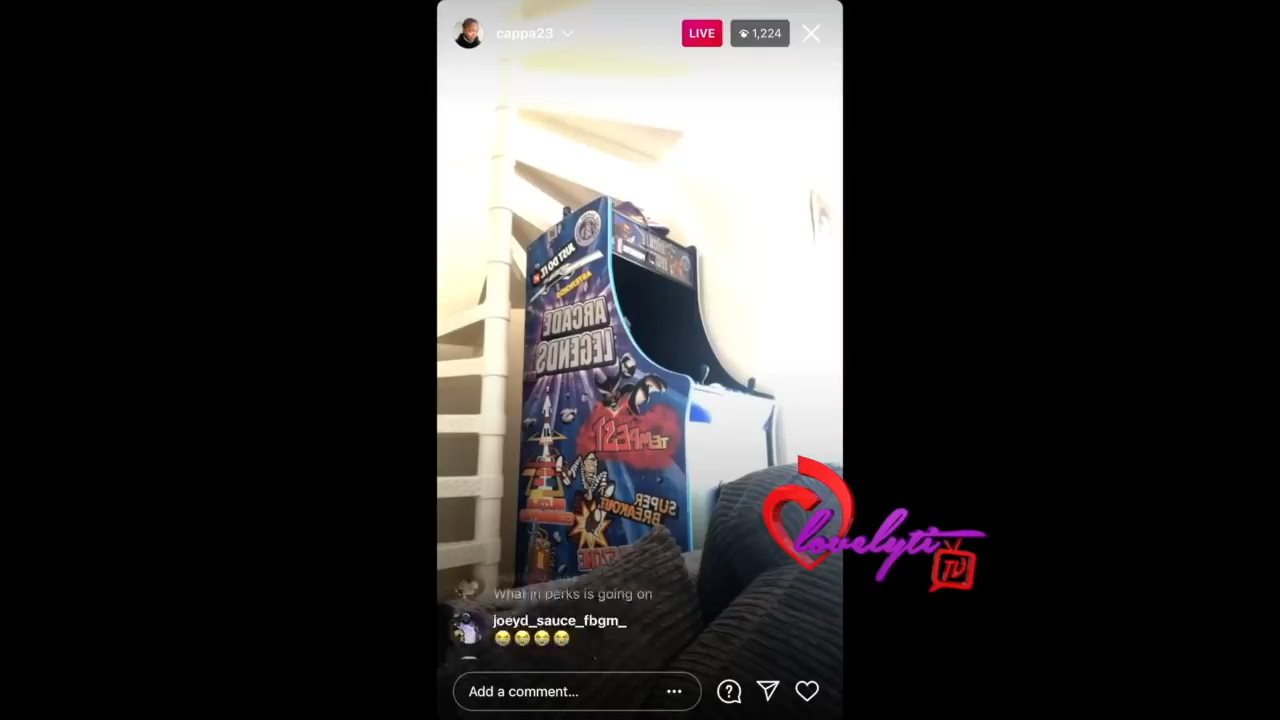 cappa23
LIVE
1,224
JUST DO IT.
ARCADE
LEGENDS
TEMPEST
SUPER
BREAKOUT
What in perks is going on
joeyd_sauce_fbgm_
😭😭😭😭
Add a comment...
lovelyti
TV